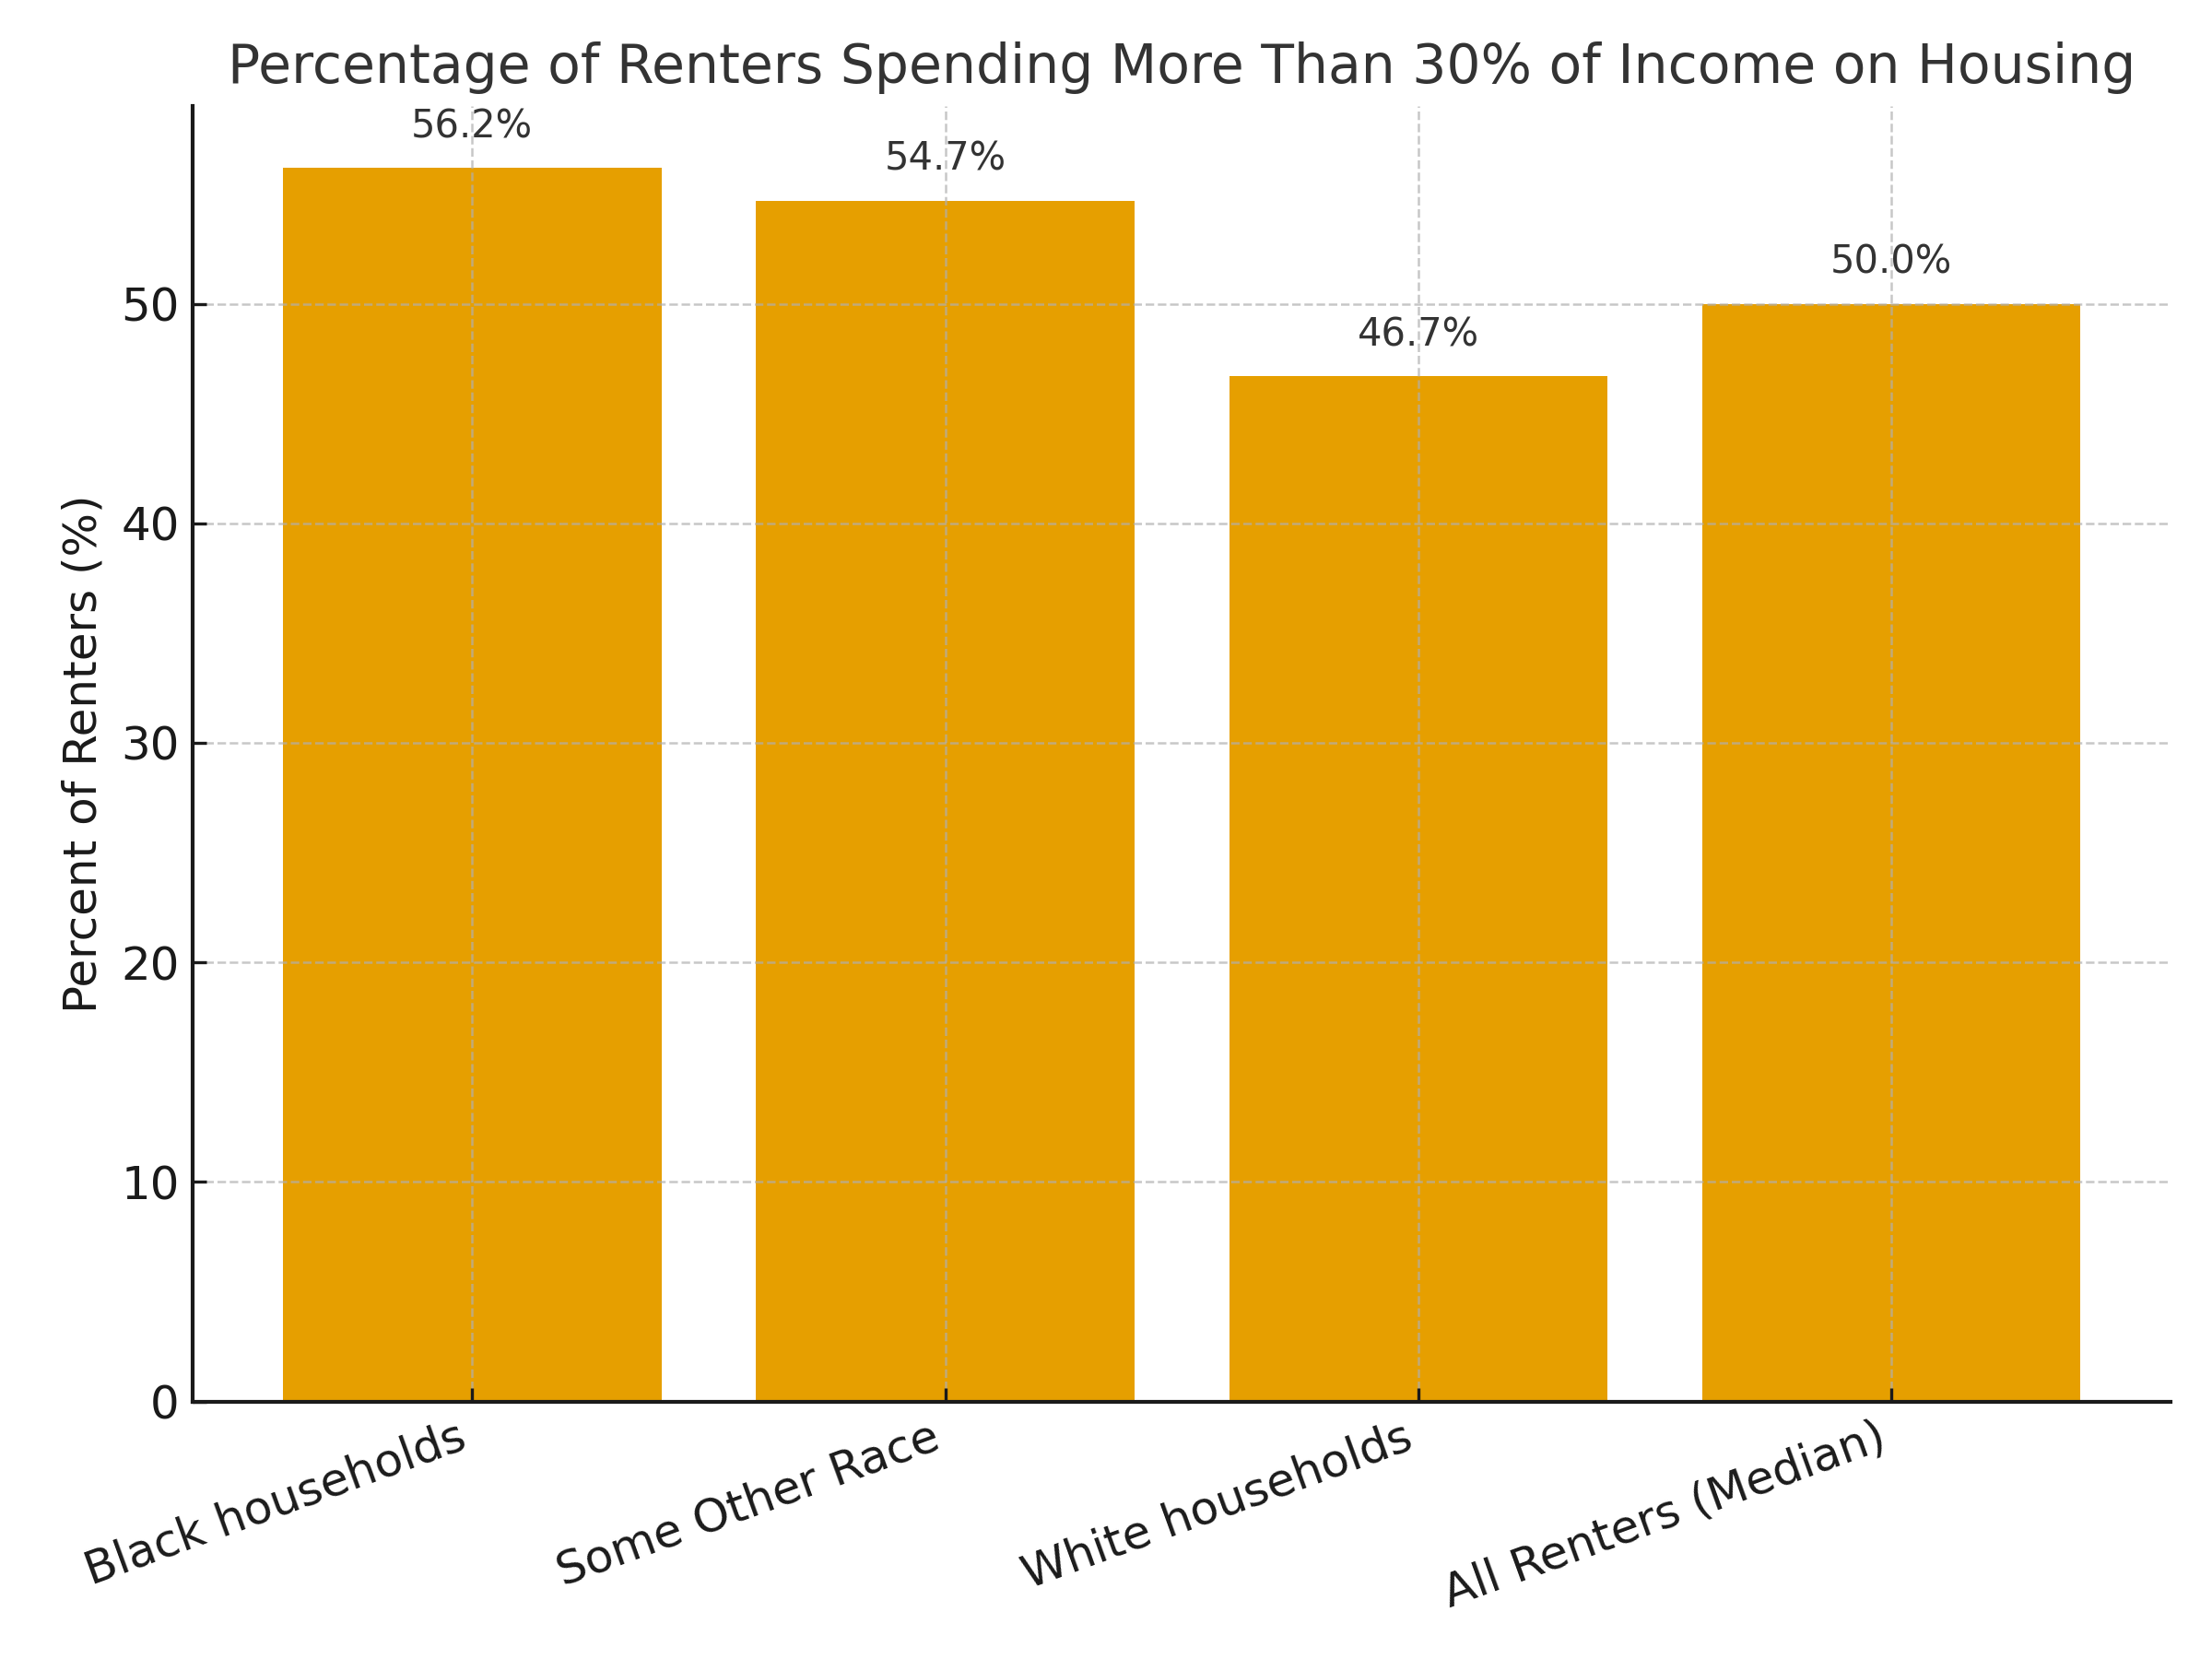 Percentage of Renters Spending More Than 30% of Income on Housing
56.2%
54.7%
46.7%
50.0%
Percent of Renters (%)
50
40
30
20
10
0
Black households
Some Other Race
White households
All Renters (Median)